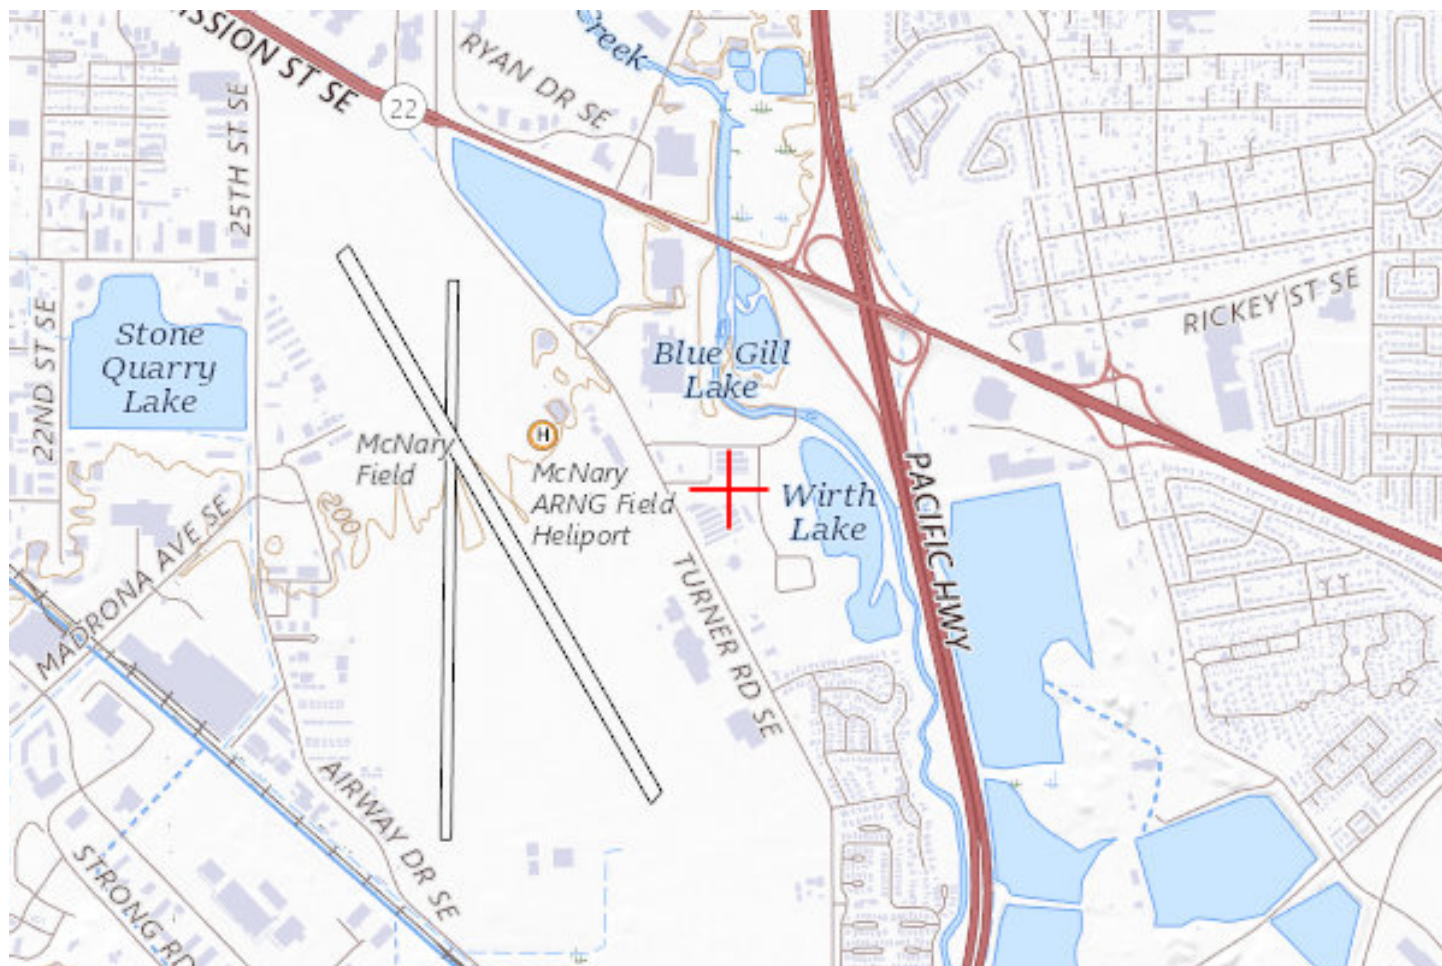 MISSION ST SE
22
Creek
RYAN DR SE
25TH ST SE
22ND ST SE
Stone
Quarry
Lake
Blue Gill
Lake
RICKEY ST SE
McNary
Field
H
McNary
ARNG Field
Heliport
200
Wirth
Lake
PACIFIC HWY
MADRONA AVE SE
TURNER RD SE
AIRWAY DR SE
STRONG RD